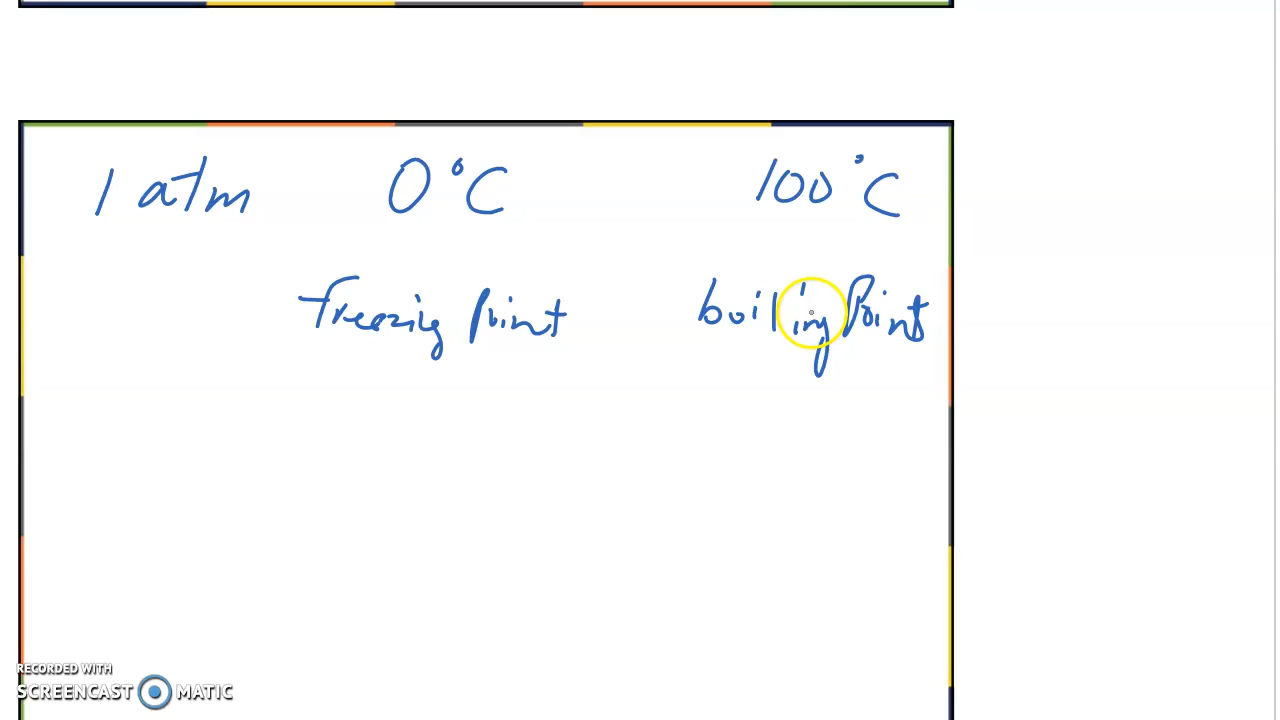 1 atm 0°C 100°C
freezing Point boiling Point
RECORDED WITH
SCREENCAST MATIC